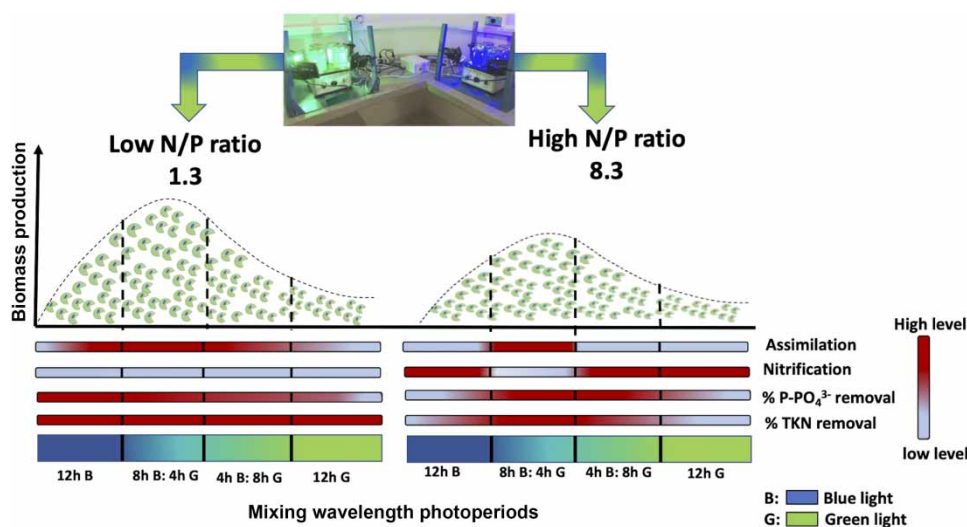 Low N/P ratio
1.3
High N/P ratio
8.3
Biomass production
High level
low level
Assimilation
Nitrification
% P-PO₄³⁻ removal
% TKN removal
12h B
8h B: 4h G
4h B: 8h G
12h G
12h B
8h B: 4h G
4h B: 8h G
12h G
Mixing wavelength photoperiods
B: Blue light
G: Green light